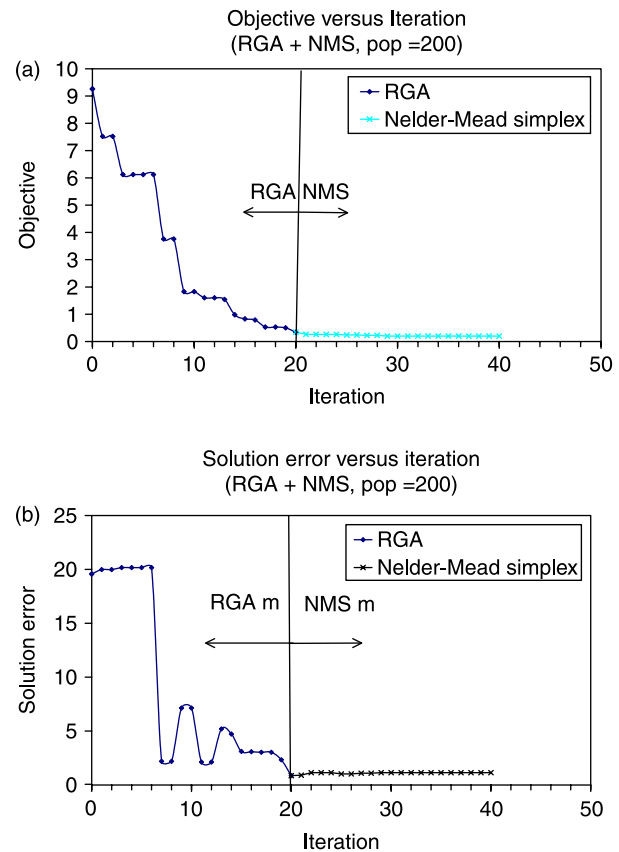 Objective versus Iteration
(RGA + NMS, pop =200)
(a)
10
9
8
7
6
5
4
3
2
1
0
Objective
RGA
Nelder-Mead simplex
RGA NMS
0 10 20 30 40 50
Iteration
Solution error versus iteration
(RGA + NMS, pop =200)
(b)
25
20
15
10
5
0
Solution error
RGA
Nelder-Mead simplex
RGA m NMS m
0 10 20 30 40 50
Iteration